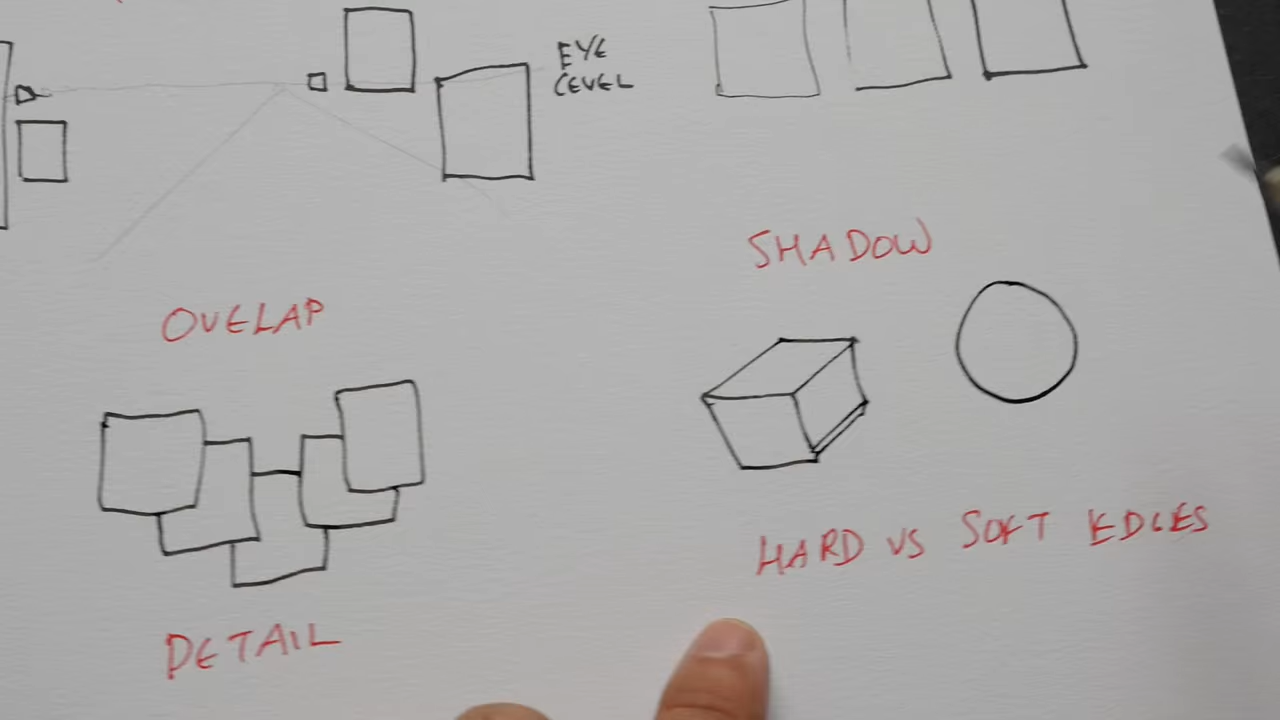 EYE
LEVEL
SHADOW
OVELAP
HARD VS SOFT EDGES
DETAIL